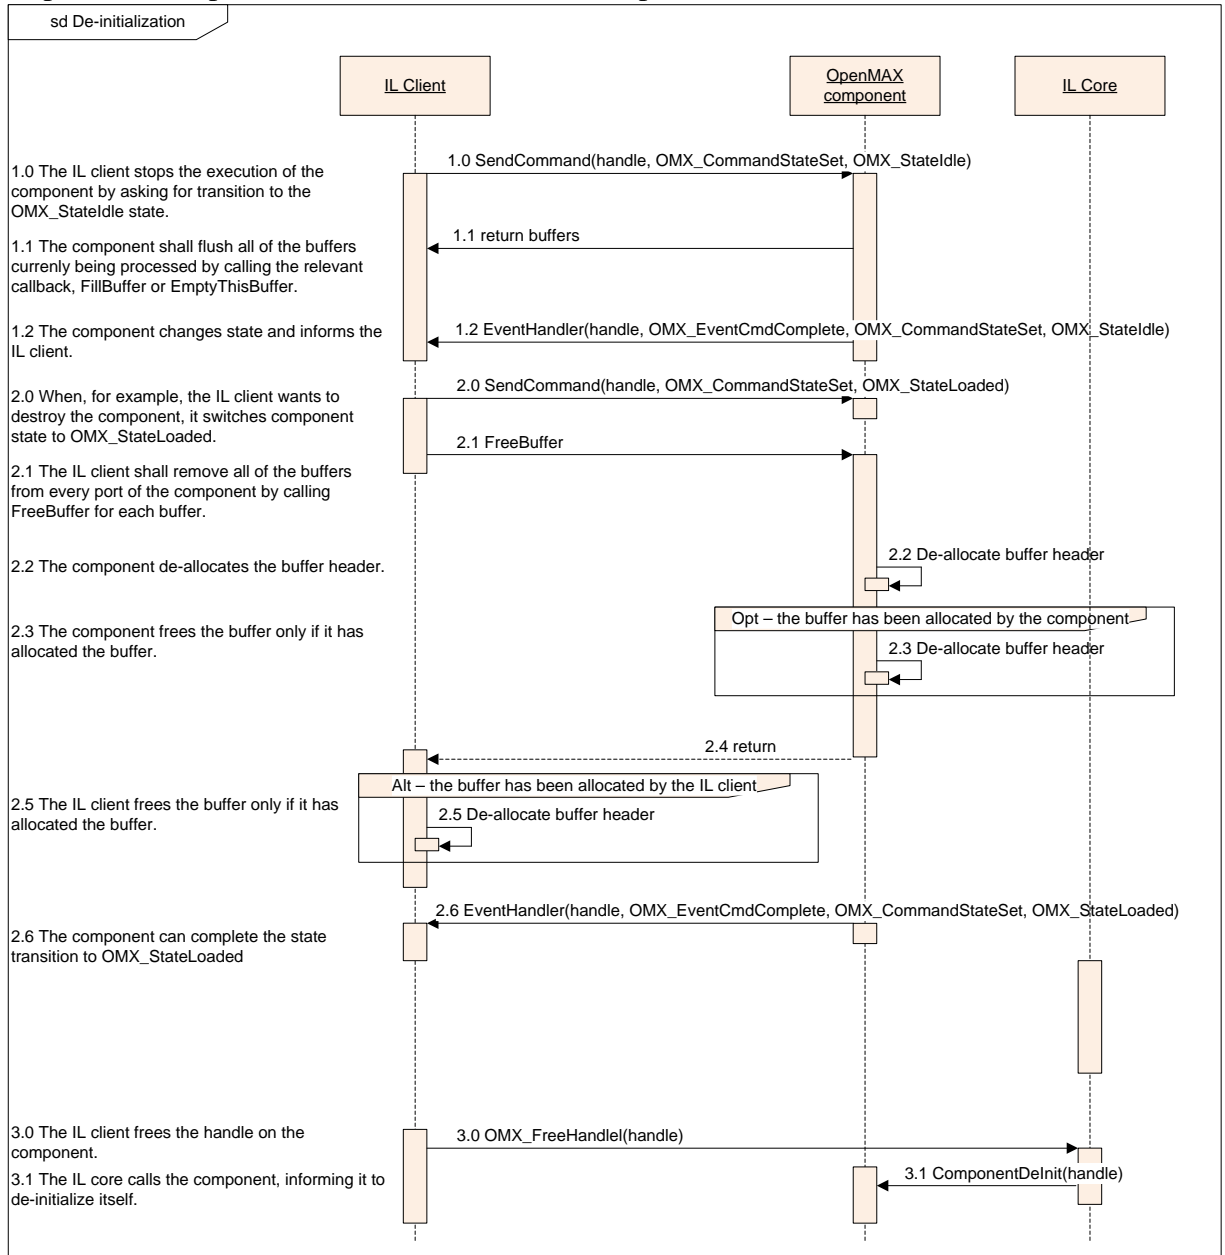 sd De-initialization
IL Client
OpenMAX
component
IL Core
1.0 The IL client stops the execution of the
component by asking for transition to the
OMX_StateIdle state.
1.0 SendCommand(handle, OMX_CommandStateSet, OMX_StateIdle)
1.1 The component shall flush all of the buffers
currenly being processed by calling the relevant
callback, FillBuffer or EmptyThisBuffer.
1.1 return buffers
1.2 The component changes state and informs the
IL client.
1.2 EventHandler(handle, OMX_EventCmdComplete, OMX_CommandStateSet, OMX_StateIdle)
2.0 When, for example, the IL client wants to
destroy the component, it switches component
state to OMX_StateLoaded.
2.0 SendCommand(handle, OMX_CommandStateSet, OMX_StateLoaded)
2.1 FreeBuffer
2.1 The IL client shall remove all of the buffers
from every port of the component by calling
FreeBuffer for each buffer.
2.2 The component de-allocates the buffer header.
2.2 De-allocate buffer header
Opt – the buffer has been allocated by the component
2.3 The component frees the buffer only if it has
allocated the buffer.
2.3 De-allocate buffer header
2.4 return
Alt – the buffer has been allocated by the IL client
2.5 The IL client frees the buffer only if it has
allocated the buffer.
2.5 De-allocate buffer header
2.6 EventHandler(handle, OMX_EventCmdComplete, OMX_CommandStateSet, OMX_StateLoaded)
2.6 The component can complete the state
transition to OMX_StateLoaded
3.0 The IL client frees the handle on the
component.
3.0 OMX_FreeHandlel(handle)
3.1 The IL core calls the component, informing it to
de-initialize itself.
3.1 ComponentDeInit(handle)